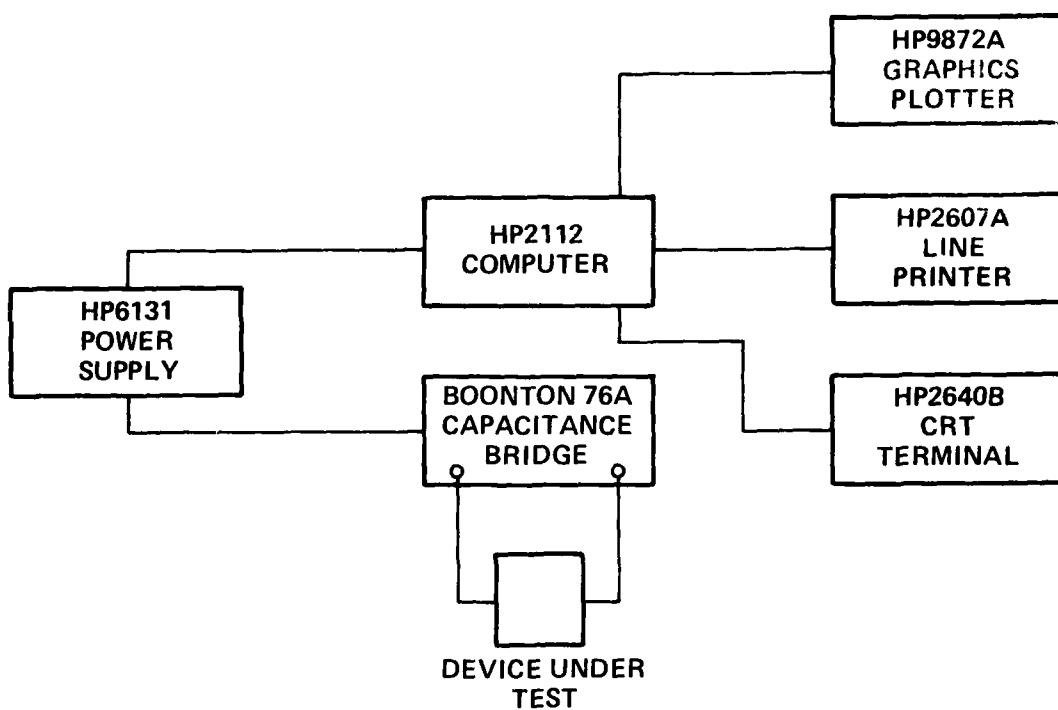 HP9872A
GRAPHICS
PLOTTER
HP2112
COMPUTER
HP2607A
LINE
PRINTER
HP6131
POWER
SUPPLY
BOONTON 76A
CAPACITANCE
BRIDGE
HP2640B
CRT
TERMINAL
DEVICE UNDER
TEST